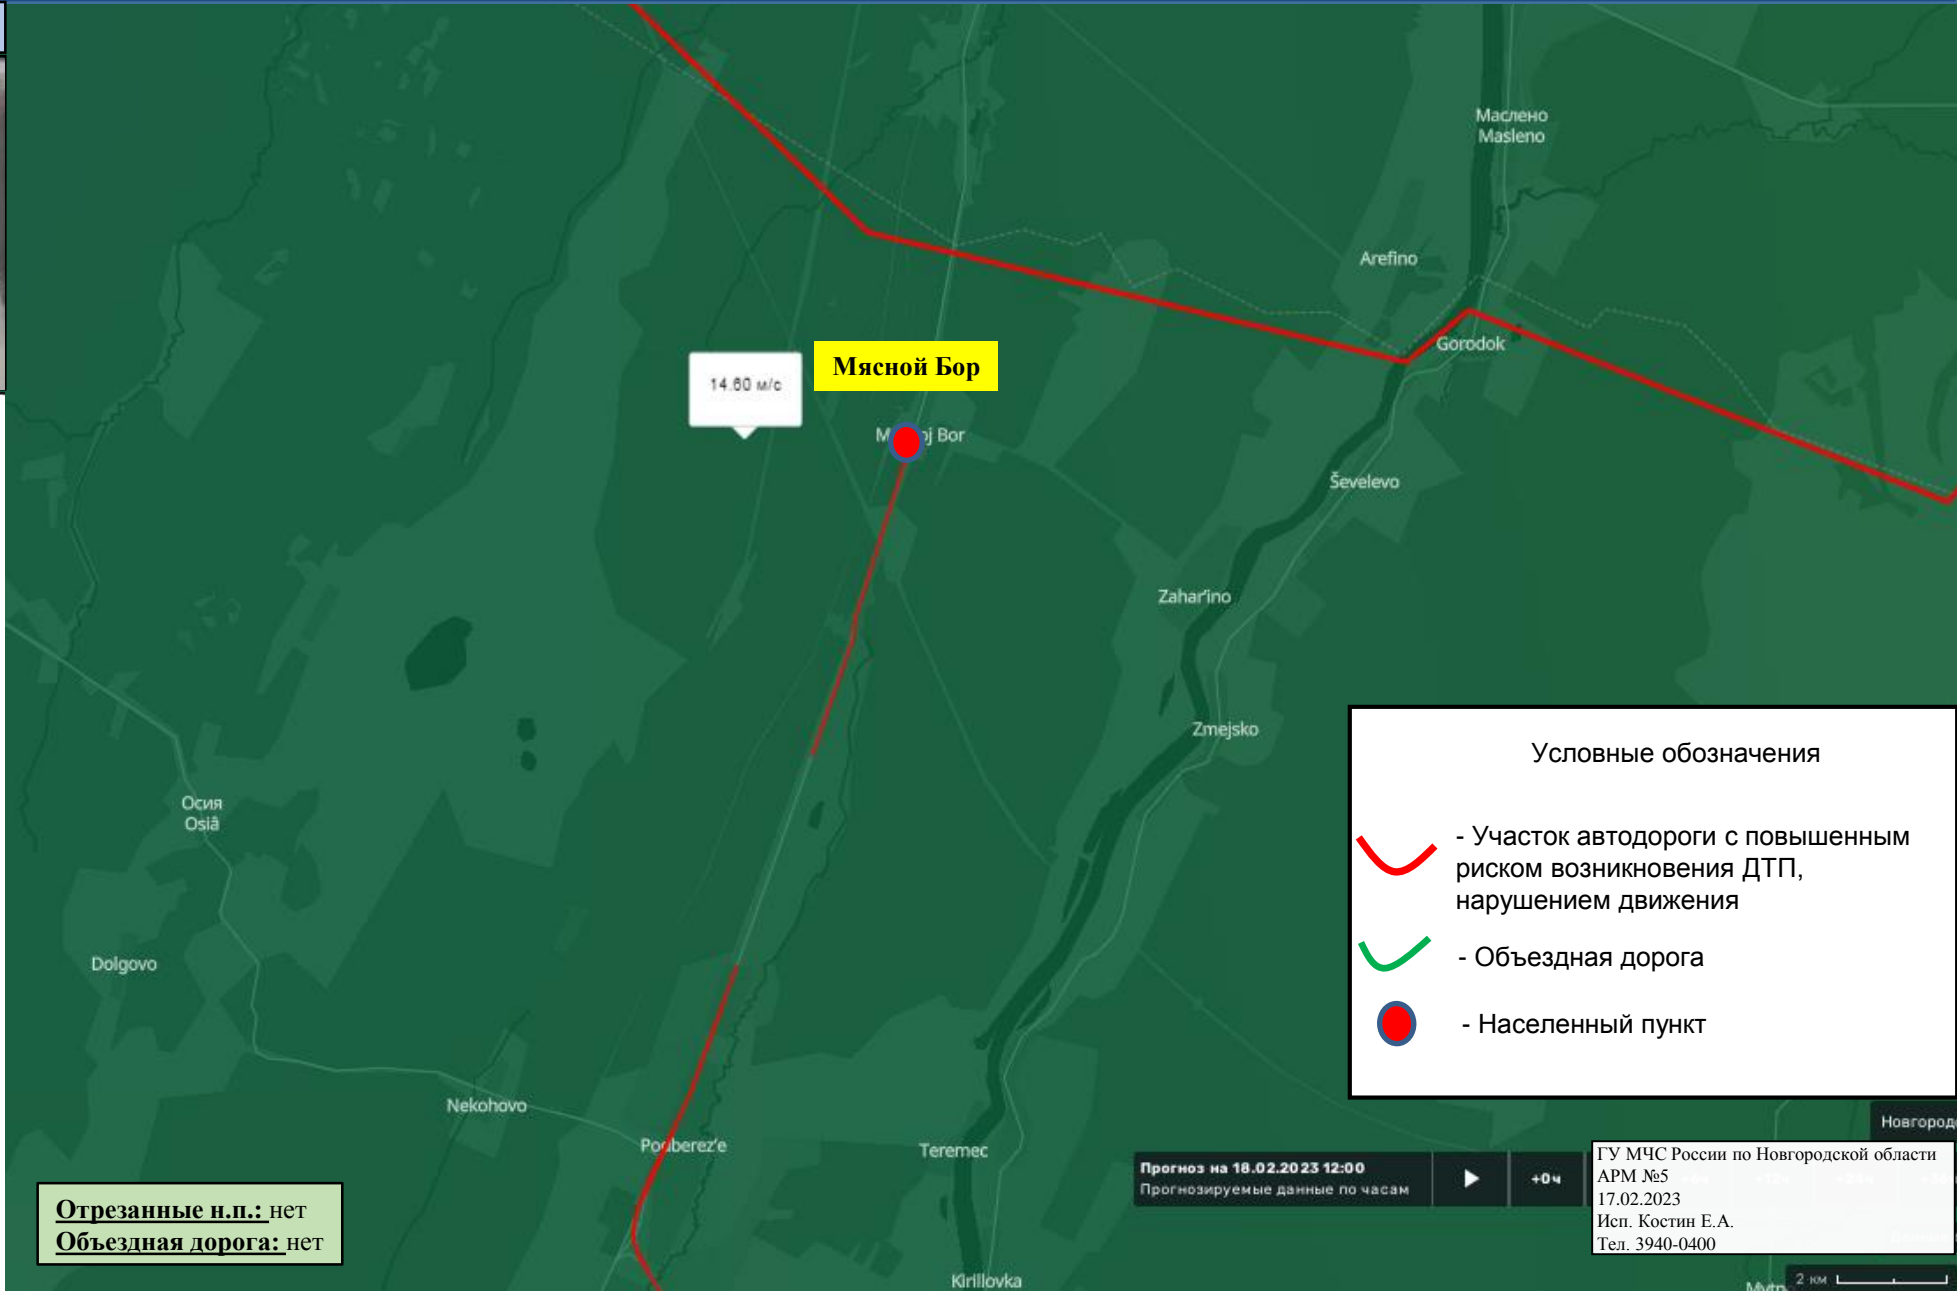 Маслено
Masleno
Arefino
Gorodok
14.60 м/с
Мясной Бор
j Bor
Ševelevo
Zahar'ino
Zmejsko
Осия
Osiâ
Dolgovo
Nekohovo
Podberez'e
Teremec
Kirillovka
Условные обозначения
- Участок автодороги с повышенным
риском возникновения ДТП,
нарушением движения
- Объездная дорога
- Населенный пункт
Отрезанные н.п.: нет
Объездная дорога: нет
Прогноз на 18.02.2023 12:00
Прогнозируемые данные по часам
+0ч
ГУ МЧС России по Новгородской области
АРМ №5
17.02.2023
Исп. Костин Е.А.
Тел. 3940-0400
2 км